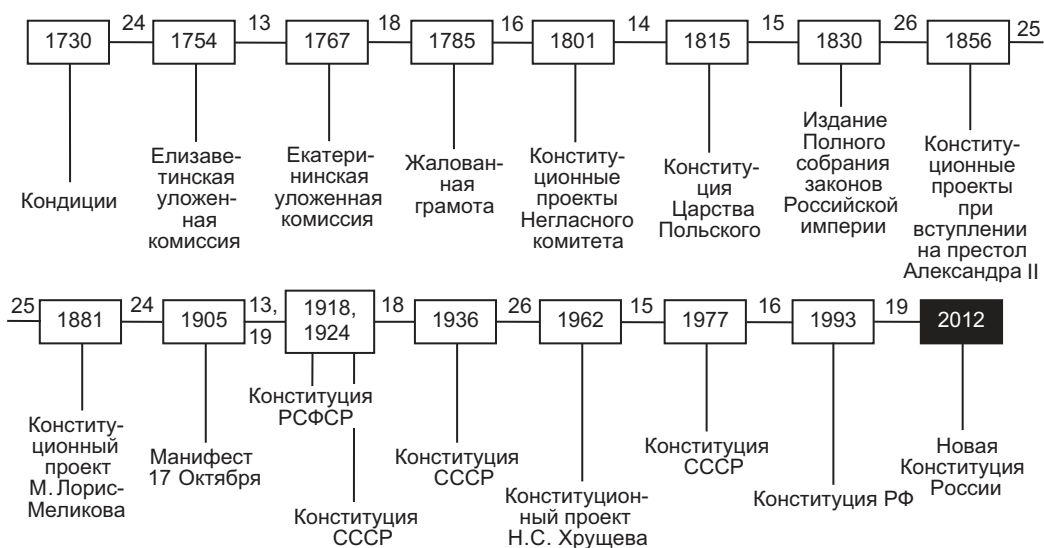 1730 24 1754 13 1767 18 1785 16 1801 14 1815 15 1830 26 1856 25
Кондиции
Елизаве-
тинская
уложен-
ная
комиссия
Екатери-
нинская
уложенная
комиссия
Жалован-
ная
грамота
Конститу-
ционные
проекты
Негласного
комитета
Конститу-
ция
Царства
Польского
Издание
Полного
собрания
законов
Российской
империи
Конститу-
ционные
проекты
при
вступлении
на престол
Александра II
25 1881 24 1905 13, 19 1918, 1924 18 1936 26 1962 15 1977 16 1993 19 2012
Конститу-
ционный
проект
М. Лорис-
Меликова
Манифест
17 Октября
Конституция
РСФСР
Конституция
СССР
Конституция
СССР
Конституцион-
ный проект
Н.С. Хрущева
Конституция
СССР
Конституция РФ
Новая
Конституция
России